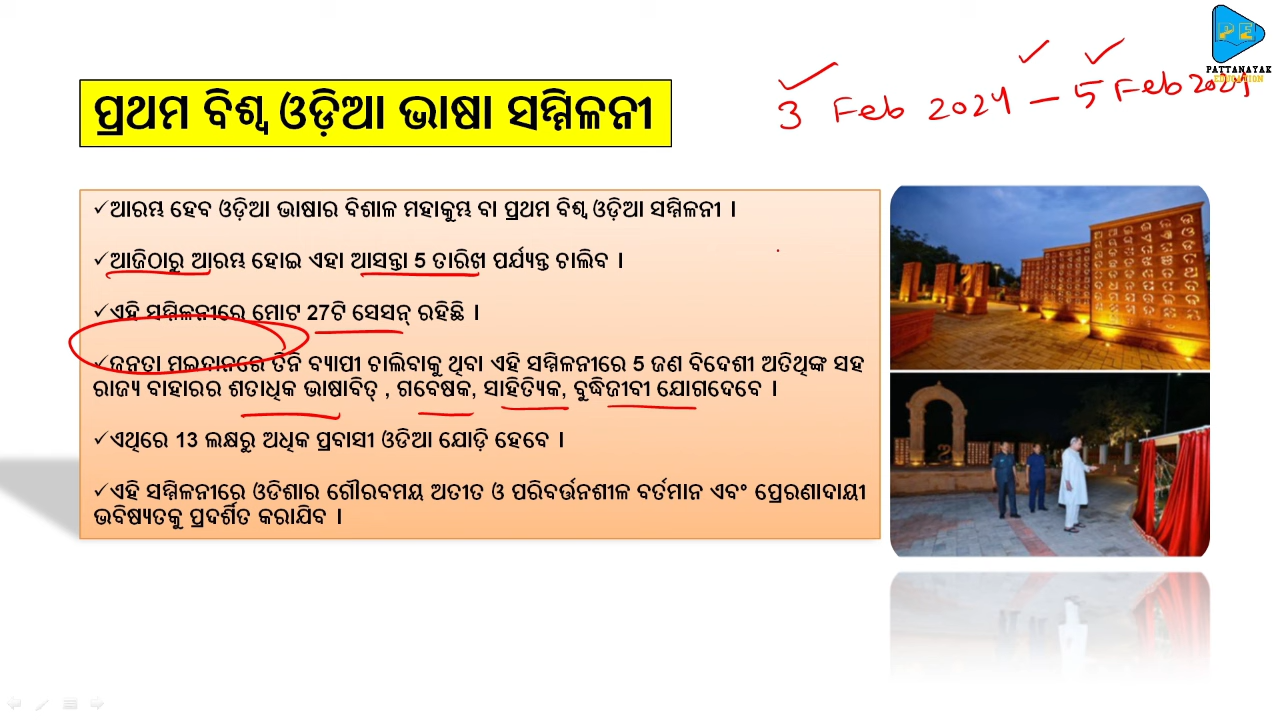 ପ୍ରଥମ ବିଶ୍ୱ ଓଡ଼ିଆ ଭାଷା ସମ୍ମିଳନୀ
3 Feb 2024 – 5 Feb 2024
PE
PATTANAYAK
EDUCATION
✓ଆରମ୍ଭ ହେବ ଓଡ଼ିଆ ଭାଷାର ବିଶାଳ ମହାକୁମ୍ଭ ବା ପ୍ରଥମ ବିଶ୍ୱ ଓଡ଼ିଆ ସମ୍ମିଳନୀ ।
✓ଆଜିଠାରୁ ଆରମ୍ଭ ହୋଇ ଏହା ଆସନ୍ତା 5 ତାରିଖ ପର୍ଯ୍ୟନ୍ତ ଚାଲିବ ।
✓ଏହି ସମ୍ମିଳନୀରେ ମୋଟ 27ଟି ସେସନ୍ ରହିଛି ।
✓ଜନତା ମଇଦାନରେ ତିନି ବ୍ୟାପୀ ଚାଲିବାକୁ ଥିବା ଏହି ସମ୍ମିଳନୀରେ 5 ଜଣ ବିଦେଶୀ ଅତିଥିଙ୍କ ସହ
ରାଜ୍ୟ ବାହାରର ଶତାଧିକ ଭାଷାବିତ୍ , ଗବେଷକ, ସାହିତ୍ୟିକ, ବୁଦ୍ଧିଜୀବୀ ଯୋଗଦେବେ ।
✓ଏଥିରେ 13 ଲକ୍ଷରୁ ଅଧିକ ପ୍ରବାସୀ ଓଡିଆ ଯୋଡ଼ି ହେବେ ।
✓ଏହି ସମ୍ମିଳନୀରେ ଓଡିଶାର ଗୌରବମୟ ଅତୀତ ଓ ପରିବର୍ତ୍ତନଶୀଳ ବର୍ତମାନ ଏବଂ ପ୍ରେରଣାଦାୟୀ
ଭବିଷ୍ୟତକୁ ପ୍ରଦର୍ଶିତ କରାଯିବ ।